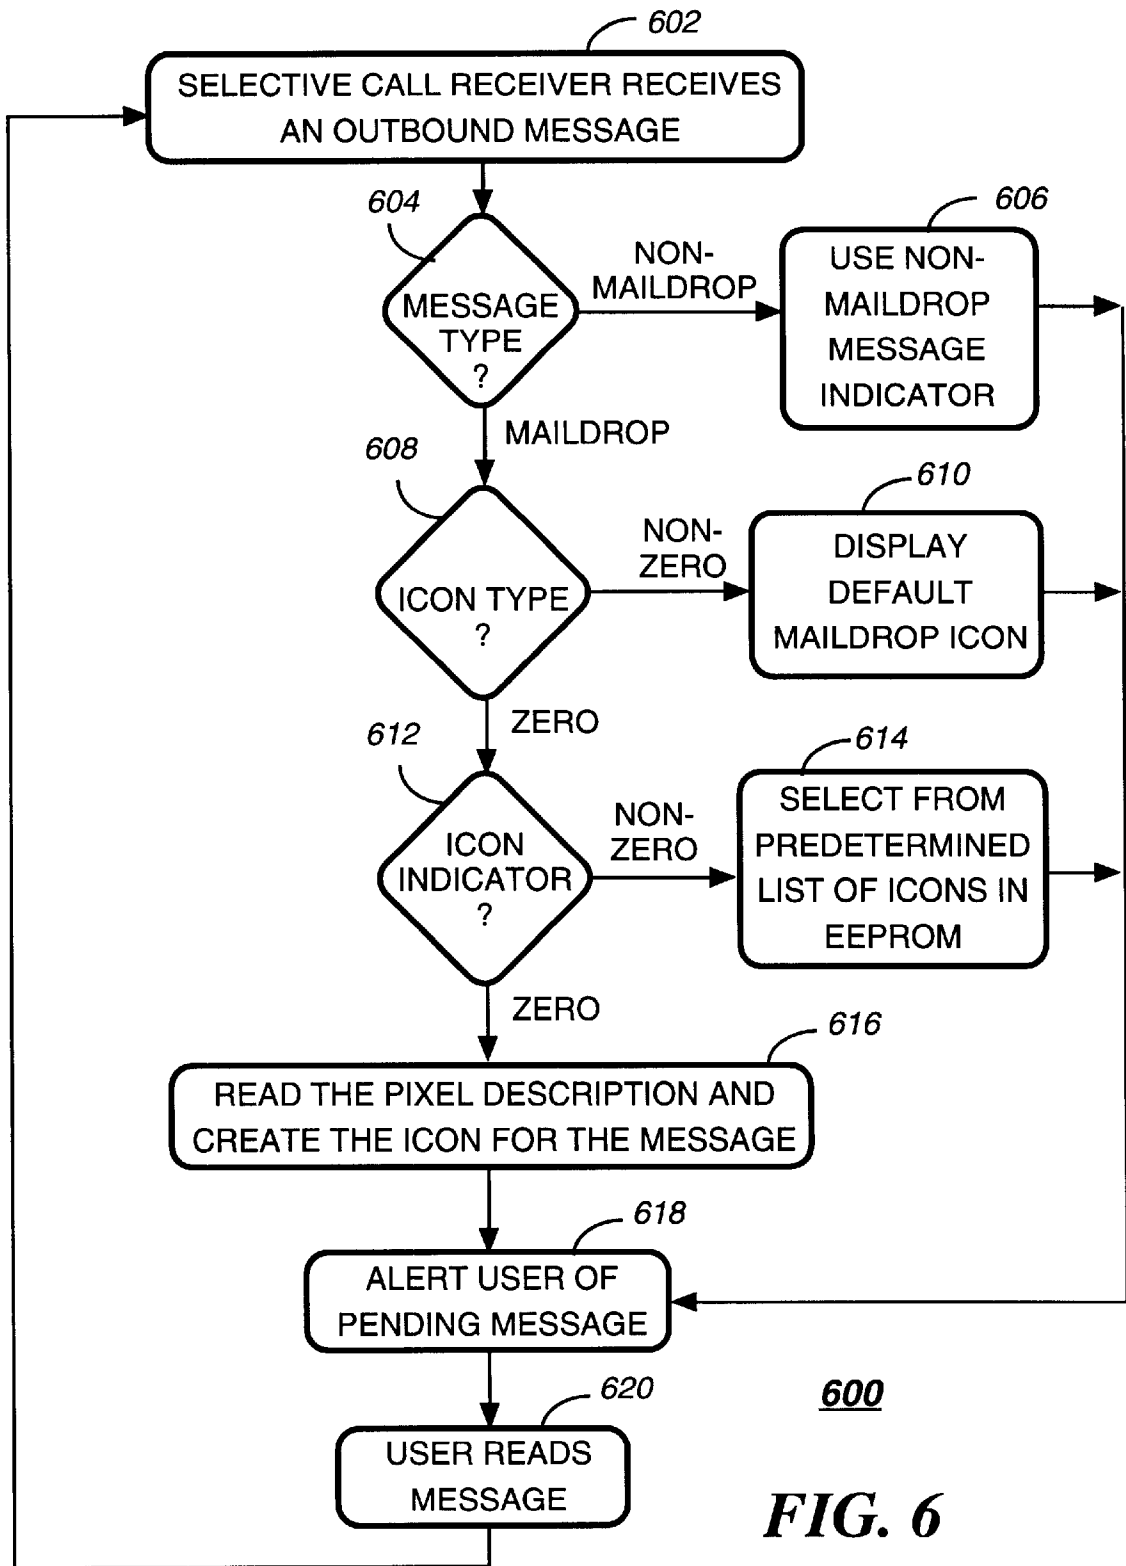 602
SELECTIVE CALL RECEIVER RECEIVES
AN OUTBOUND MESSAGE
604
MESSAGE
TYPE
?
NON-
MAILDROP
606
USE NON-
MAILDROP
MESSAGE
INDICATOR
MAILDROP
608
ICON TYPE
?
NON-
ZERO
610
DISPLAY
DEFAULT
MAILDROP ICON
ZERO
612
ICON
INDICATOR
?
NON-
ZERO
614
SELECT FROM
PREDETERMINED
LIST OF ICONS IN
EEPROM
ZERO
616
READ THE PIXEL DESCRIPTION AND
CREATE THE ICON FOR THE MESSAGE
618
ALERT USER OF
PENDING MESSAGE
620
USER READS
MESSAGE
600
FIG. 6